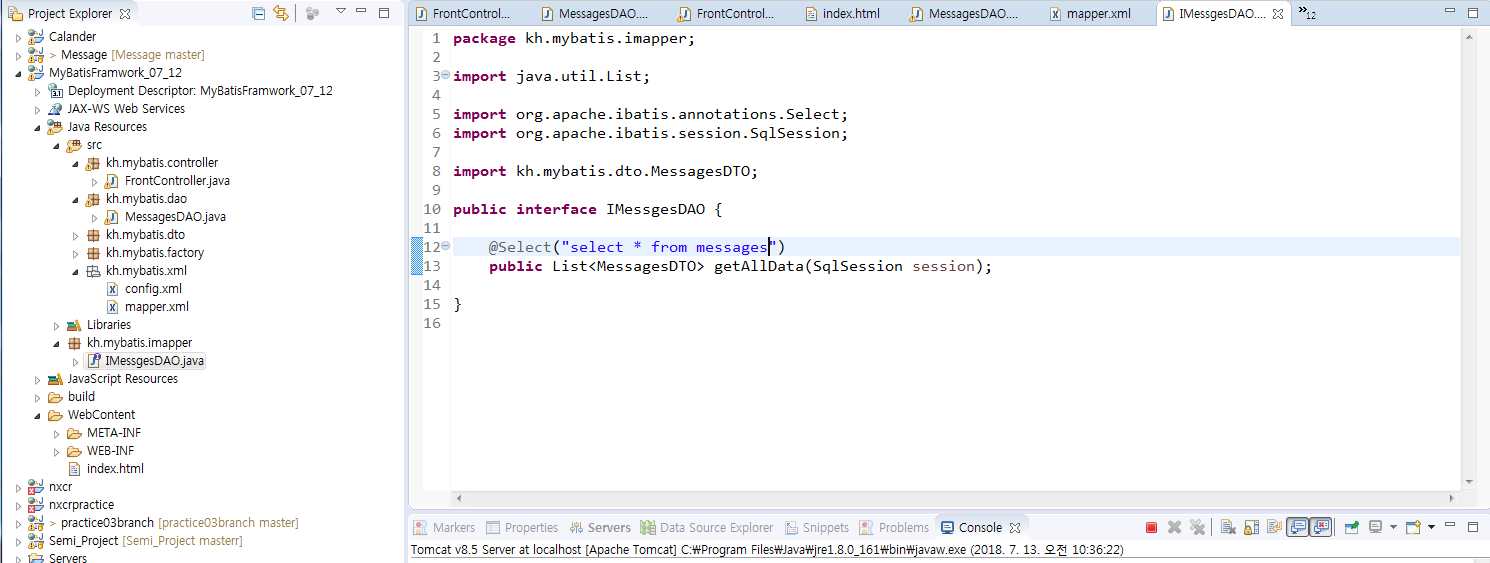 Project Explorer
Calander
> Message [Message master]
MyBatisFramwork_07_12
Deployment Descriptor: MyBatisFramwork_07_12
JAX-WS Web Services
Java Resources
src
kh.mybatis.controller
FrontController.java
kh.mybatis.dao
MessagesDAO.java
kh.mybatis.dto
kh.mybatis.factory
kh.mybatis.xml
config.xml
mapper.xml
Libraries
kh.mybatis.imapper
IMessgesDAO.java
JavaScript Resources
build
WebContent
META-INF
WEB-INF
index.html
nxcr
nxcrpractice
> practice03branch [practice03branch master]
Semi_Project [Semi_Project masterr]
Servers
FrontControl... MessagesDAO.... FrontControl... index.html MessagesDAO.... mapper.xml IMessgesDAO.... »12
1 package kh.mybatis.imapper;
2
3 import java.util.List;
4
5 import org.apache.ibatis.annotations.Select;
6 import org.apache.ibatis.session.SqlSession;
7
8 import kh.mybatis.dto.MessagesDTO;
9
10 public interface IMessgesDAO {
11
12 @Select("select * from messages")
13 public List<MessagesDTO> getAllData(SqlSession session);
14
15 }
16
Markers Properties Servers Data Source Explorer Snippets Problems Console
Tomcat v8.5 Server at localhost [Apache Tomcat] C:₩Program Files₩Java₩jre1.8.0_161₩bin₩javaw.exe (2018. 7. 13. 오전 10:36:22)